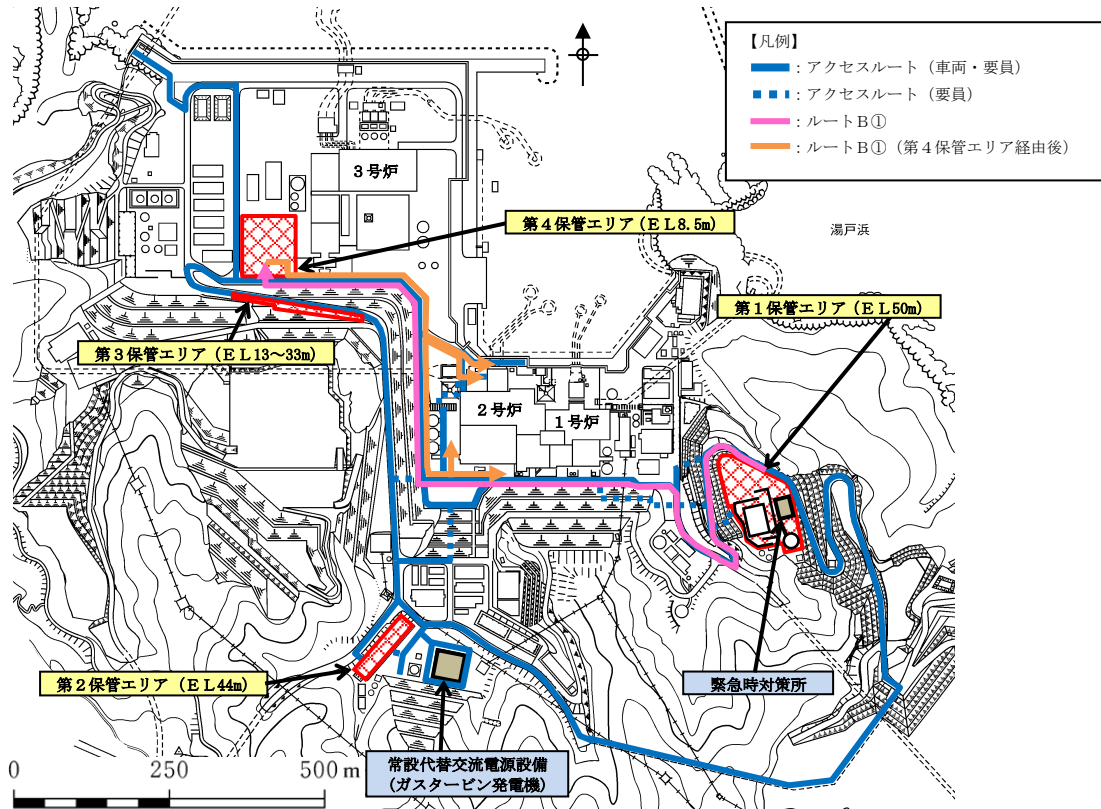 【凡例】
：アクセスルート（車両・要員）
：アクセスルート（要員）
：ルートＢ①
：ルートＢ①（第４保管エリア経由後）
３号炉
第４保管エリア（ＥＬ8.5m）
湯戸浜
第１保管エリア（ＥＬ50m）
第３保管エリア（ＥＬ13～33m）
２号炉
１号炉
第２保管エリア（ＥＬ44m）
緊急時対策所
常設代替交流電源設備
（ガスタービン発電機）
0 250 500 m